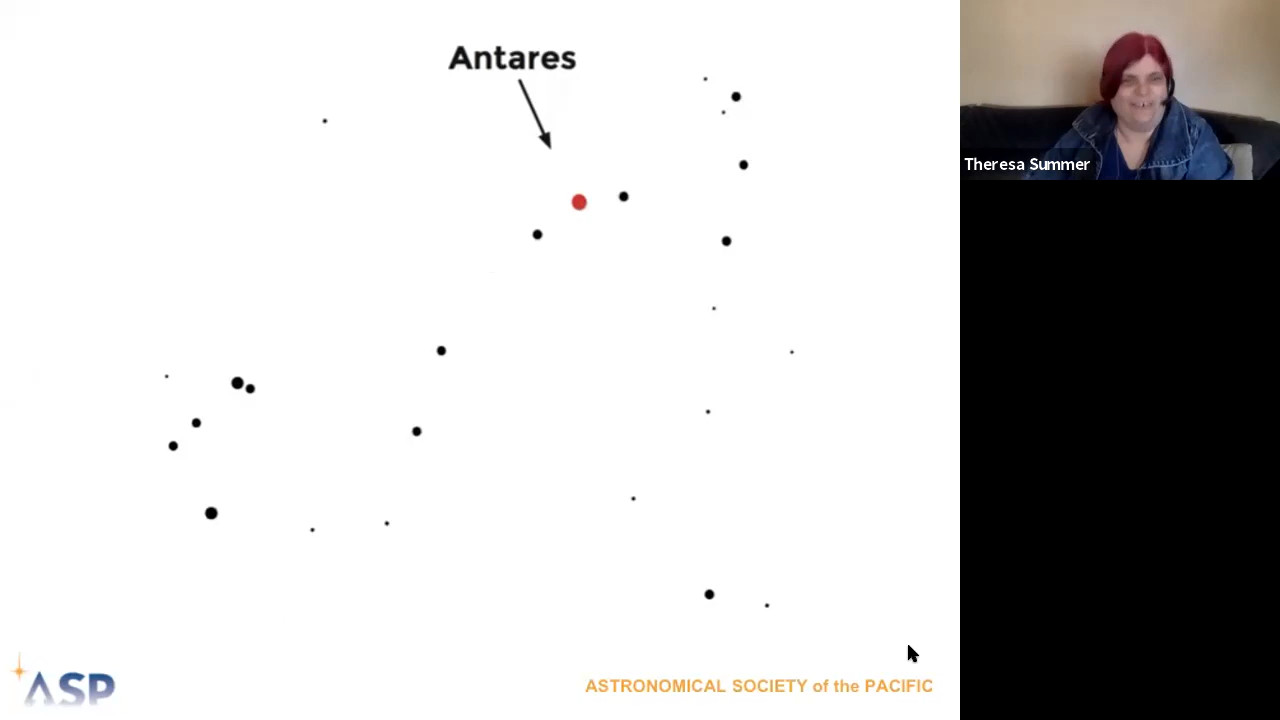 Antares
Theresa Summer
ASP
ASTRONOMICAL SOCIETY of the PACIFIC